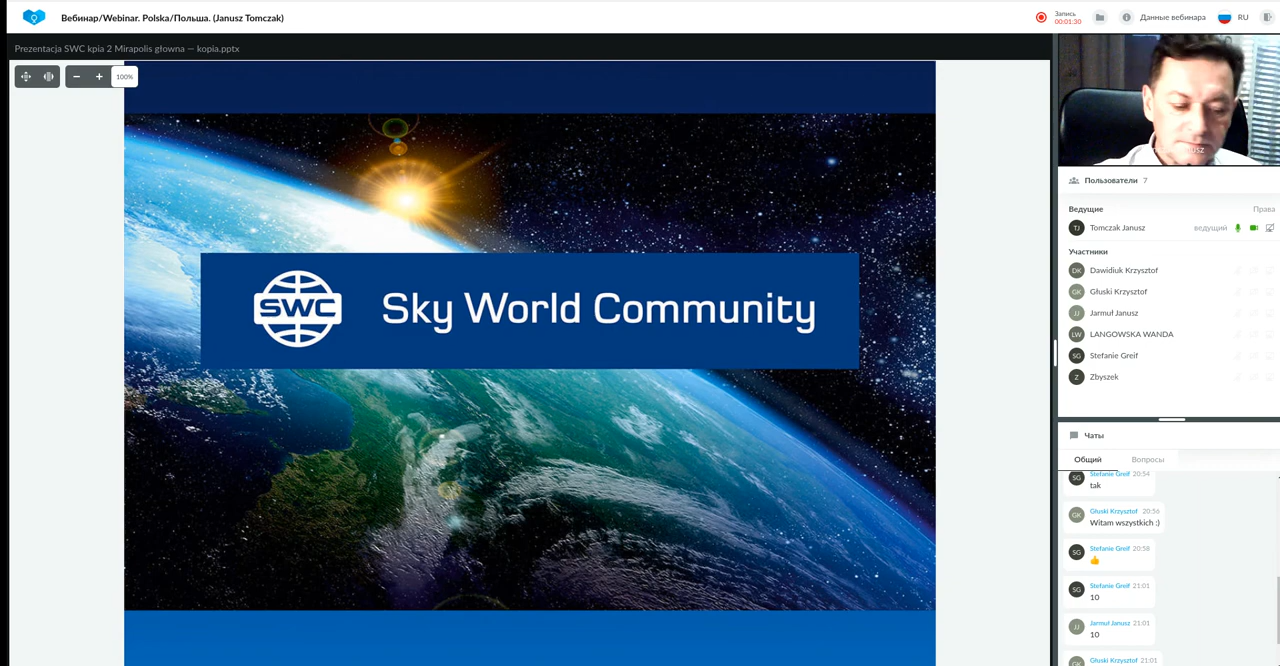 Вебинар/Webinar. Polska/Польша. (Janusz Tomczak)
Запись
00:01:30
Данные вебинара
RU
Prezentacja SWC kpia 2 Mirapolis głowna — kopia.pptx
100%
SWC
Sky World Community
Пользователи 7
Ведущие
Права
TJ
Tomczak Janusz
ведущий
Участники
DK
Dawidiuk Krzysztof
GK
Głuski Krzysztof
JJ
Jarmuł Janusz
LW
LANGOWSKA WANDA
SG
Stefanie Greif
Z
Zbyszek
Чаты
Общий
Вопросы
SG
Stefanie Greif 20:54
tak
GK
Głuski Krzysztof 20:56
Witam wszystkich :)
SG
Stefanie Greif 20:58
👍
SG
Stefanie Greif 21:01
10
JJ
Jarmuł Janusz 21:01
10
GK
Głuski Krzysztof 21:01